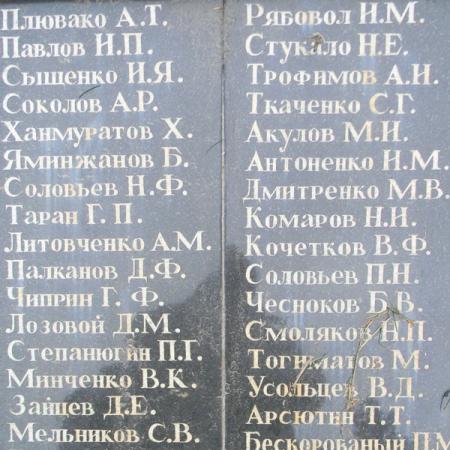 Плювако А.Т.
Павлов И.П.
Сыщенко И.Я.
Соколов А.Р.
Ханмуратов Х.
Яминжанов Б.
Соловьев Н.Ф.
Таран Г.П.
Литовченко А.М.
Палканов Д.Ф.
Чиприн Г.Ф.
Лозовой Д.М.
Степанюгин П.Г.
Минченко В.К.
Зайцев Д.Е.
Мельников С.В.
Рябовол И.М.
Стукало Н.Е.
Трофимов А.И.
Ткаченко С.Г.
Акулов М.И.
Антоненко И.М.
Дмитренко М.В.
Комаров Н.И.
Кочетков В.Ф.
Соловьев П.Н.
Чесноков Б.В.
Смоляков Н.П.
Тогиматов М.
Усольцев В.Д.
Арсютин Т.Т.
Бескорованый П.М